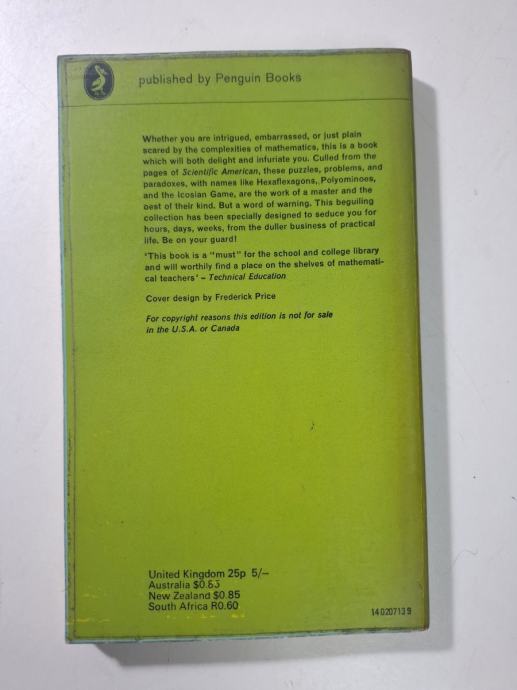 published by Penguin Books
Whether you are intrigued, embarrassed, or just plain
scared by the complexities of mathematics, this is a book
which will both delight and infuriate you. Culled from the
pages of Scientific American, these puzzles, problems, and
paradoxes, with names like Hexaflexagons, Polyominoes,
and the Icosian Game, are the work of a master and the
best of their kind. But a word of warning. This beguiling
collection has been specially designed to seduce you for
hours, days, weeks, from the duller business of practical
life. Be on your guard!
'This book is a "must" for the school and college library
and will worthily find a place on the shelves of mathemati-
cal teachers' – Technical Education
Cover design by Frederick Price
For copyright reasons this edition is not for sale
in the U.S.A. or Canada
United Kingdom 25p 5/–
Australia $0.85
New Zealand $0.85
South Africa R0.60
14 020713 9